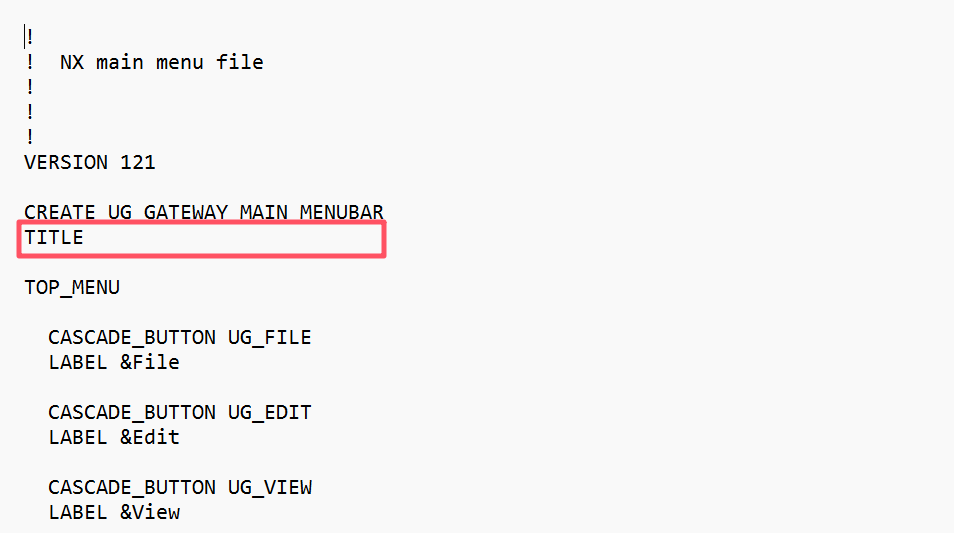 !
!  NX main menu file
!
!
!
VERSION 121
CREATE UG_GATEWAY_MAIN_MENUBAR
TITLE
TOP_MENU
CASCADE_BUTTON UG_FILE
LABEL &File
CASCADE_BUTTON UG_EDIT
LABEL &Edit
CASCADE_BUTTON UG_VIEW
LABEL &View